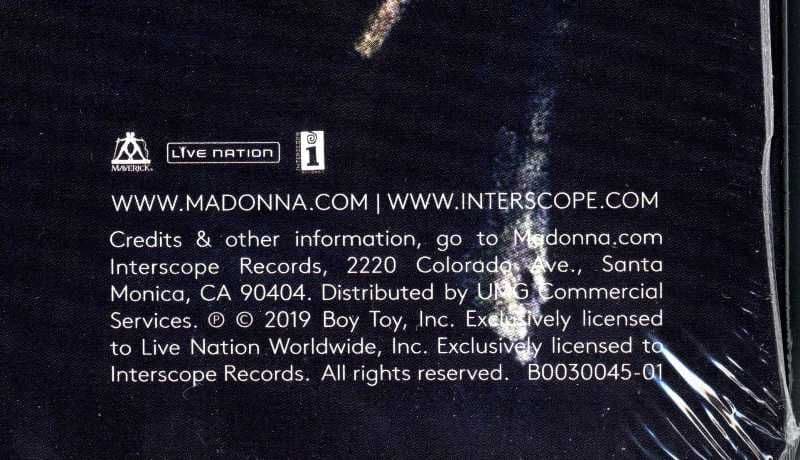 MAVERICK
LIVE NATION
i
WWW.MADONNA.COM | WWW.INTERSCOPE.COM
Credits & other information, go to Madonna.com
Interscope Records, 2220 Colorado Ave., Santa
Monica, CA 90404. Distributed by UMG Commercial
Services. ℗ © 2019 Boy Toy, Inc. Exclusively licensed
to Live Nation Worldwide, Inc. Exclusively licensed to
Interscope Records. All rights reserved. B0030045-01